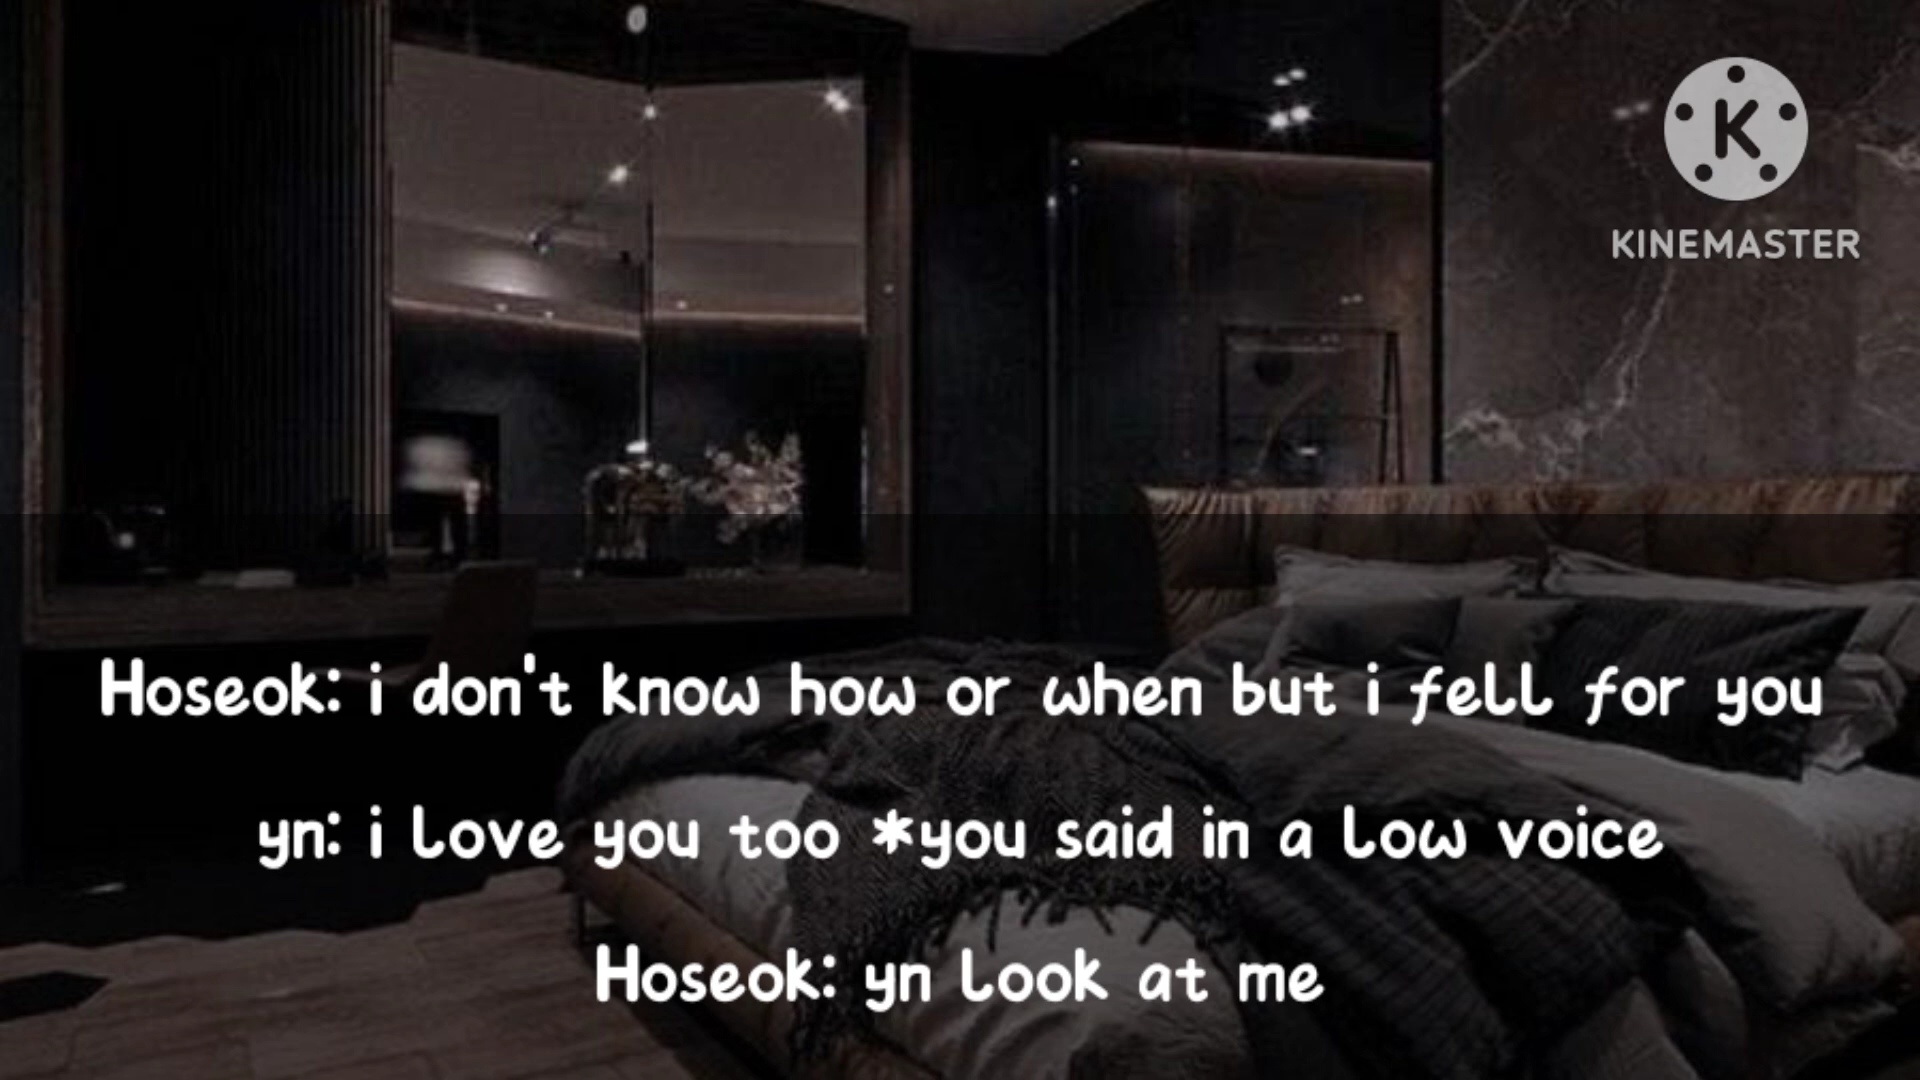 K
KINEMASTER
Hoseok: i don't know how or when but i fell for you
yn: i love you too *you said in a low voice
Hoseok: yn look at me